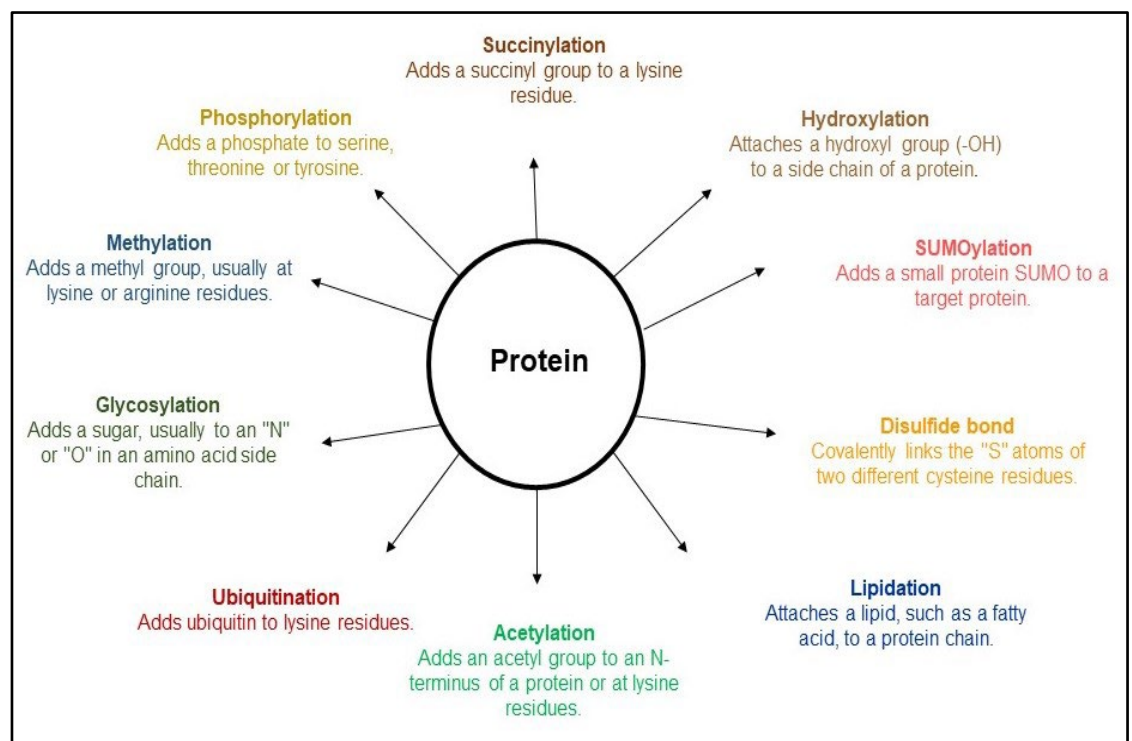 Succinylation
Adds a succinyl group to a lysine
residue.
Phosphorylation
Adds a phosphate to serine,
threonine or tyrosine.
Hydroxylation
Attaches a hydroxyl group (-OH)
to a side chain of a protein.
Methylation
Adds a methyl group, usually at
lysine or arginine residues.
SUMOylation
Adds a small protein SUMO to a
target protein.
Protein
Glycosylation
Adds a sugar, usually to an "N"
or "O" in an amino acid side
chain.
Disulfide bond
Covalently links the "S" atoms of
two different cysteine residues.
Ubiquitination
Adds ubiquitin to lysine residues.
Acetylation
Adds an acetyl group to an N-
terminus of a protein or at lysine
residues.
Lipidation
Attaches a lipid, such as a fatty
acid, to a protein chain.